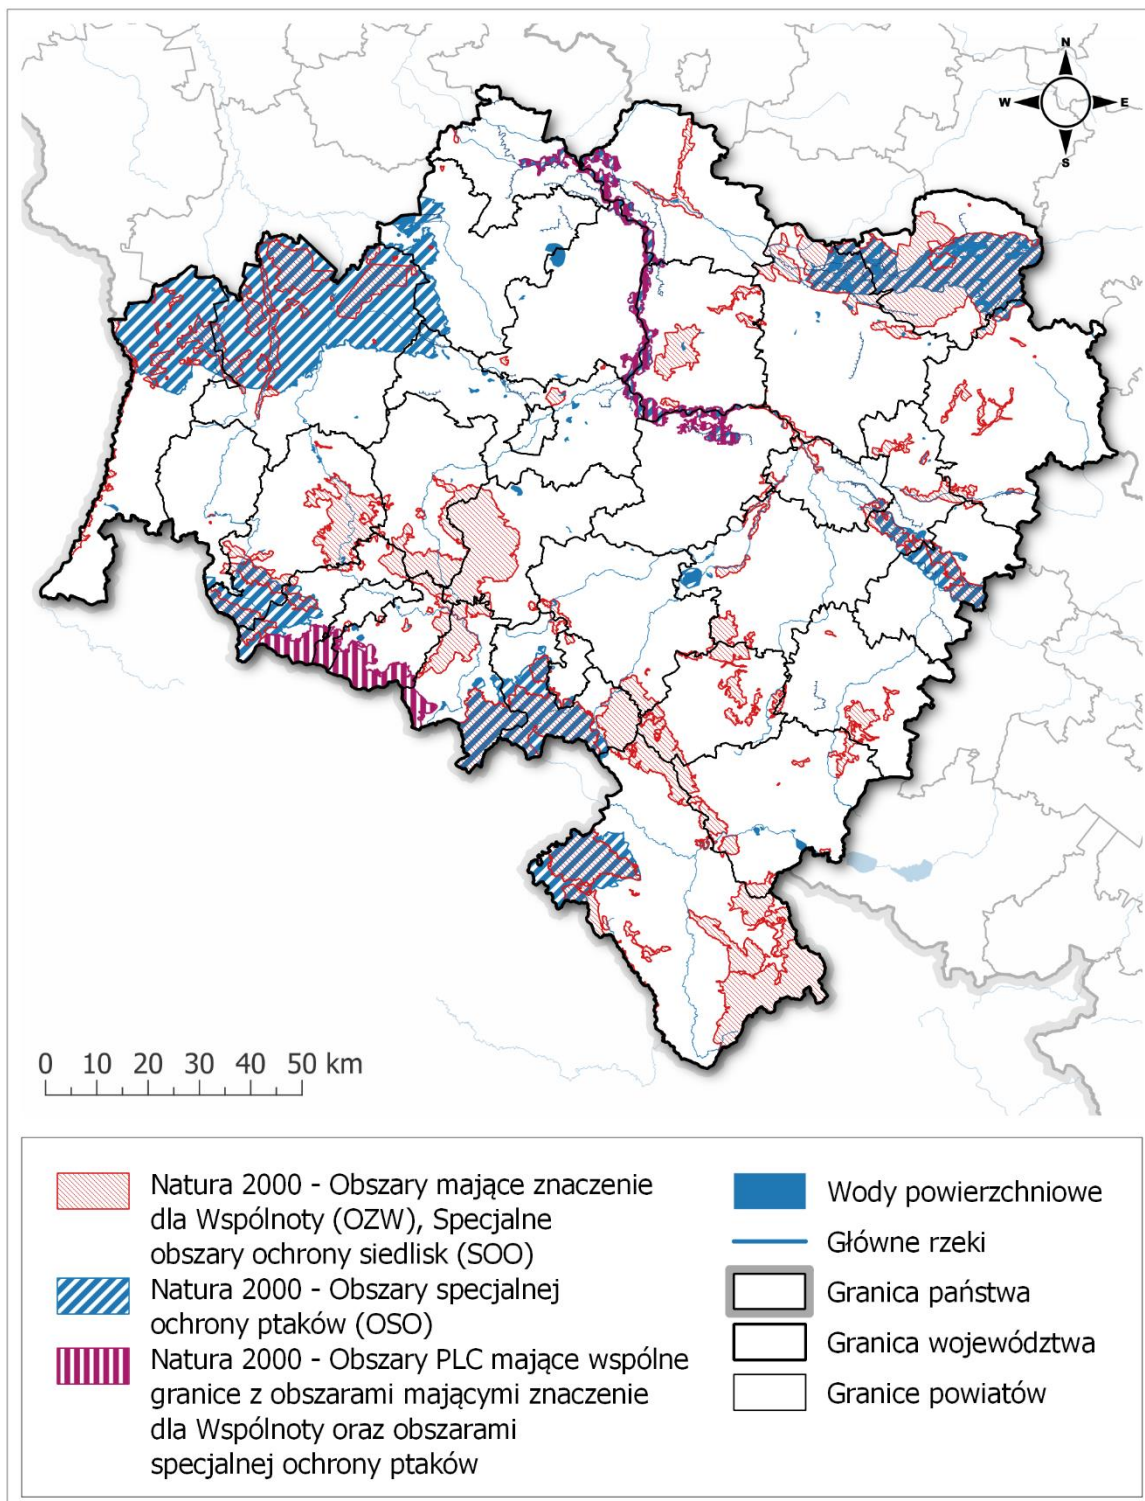 N
W
E
S
0 10 20 30 40 50 km
Natura 2000 - Obszary mające znaczenie
dla Wspólnoty (OZW), Specjalne
obszary ochrony siedlisk (SOO)
Natura 2000 - Obszary specjalnej
ochrony ptaków (OSO)
Natura 2000 - Obszary PLC mające wspólne
granice z obszarami mającymi znaczenie
dla Wspólnoty oraz obszarami
specjalnej ochrony ptaków
Wody powierzchniowe
Główne rzeki
Granica państwa
Granica województwa
Granice powiatów